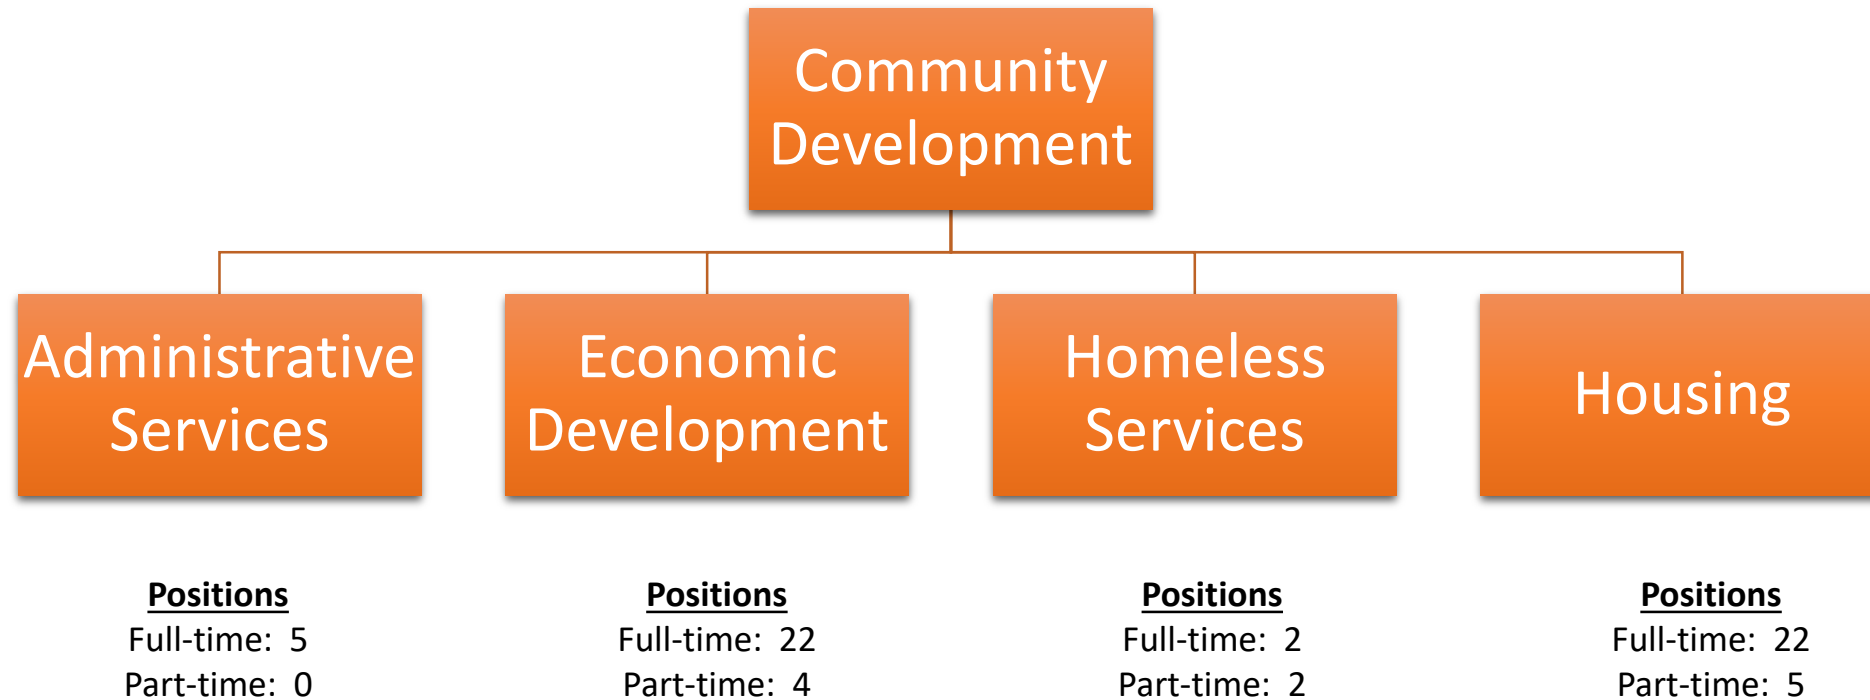 Community
Development
Administrative
Services
Economic
Development
Homeless
Services
Housing
Positions
Full-time: 5
Part-time: 0
Positions
Full-time: 22
Part-time: 4
Positions
Full-time: 2
Part-time: 2
Positions
Full-time: 22
Part-time: 5